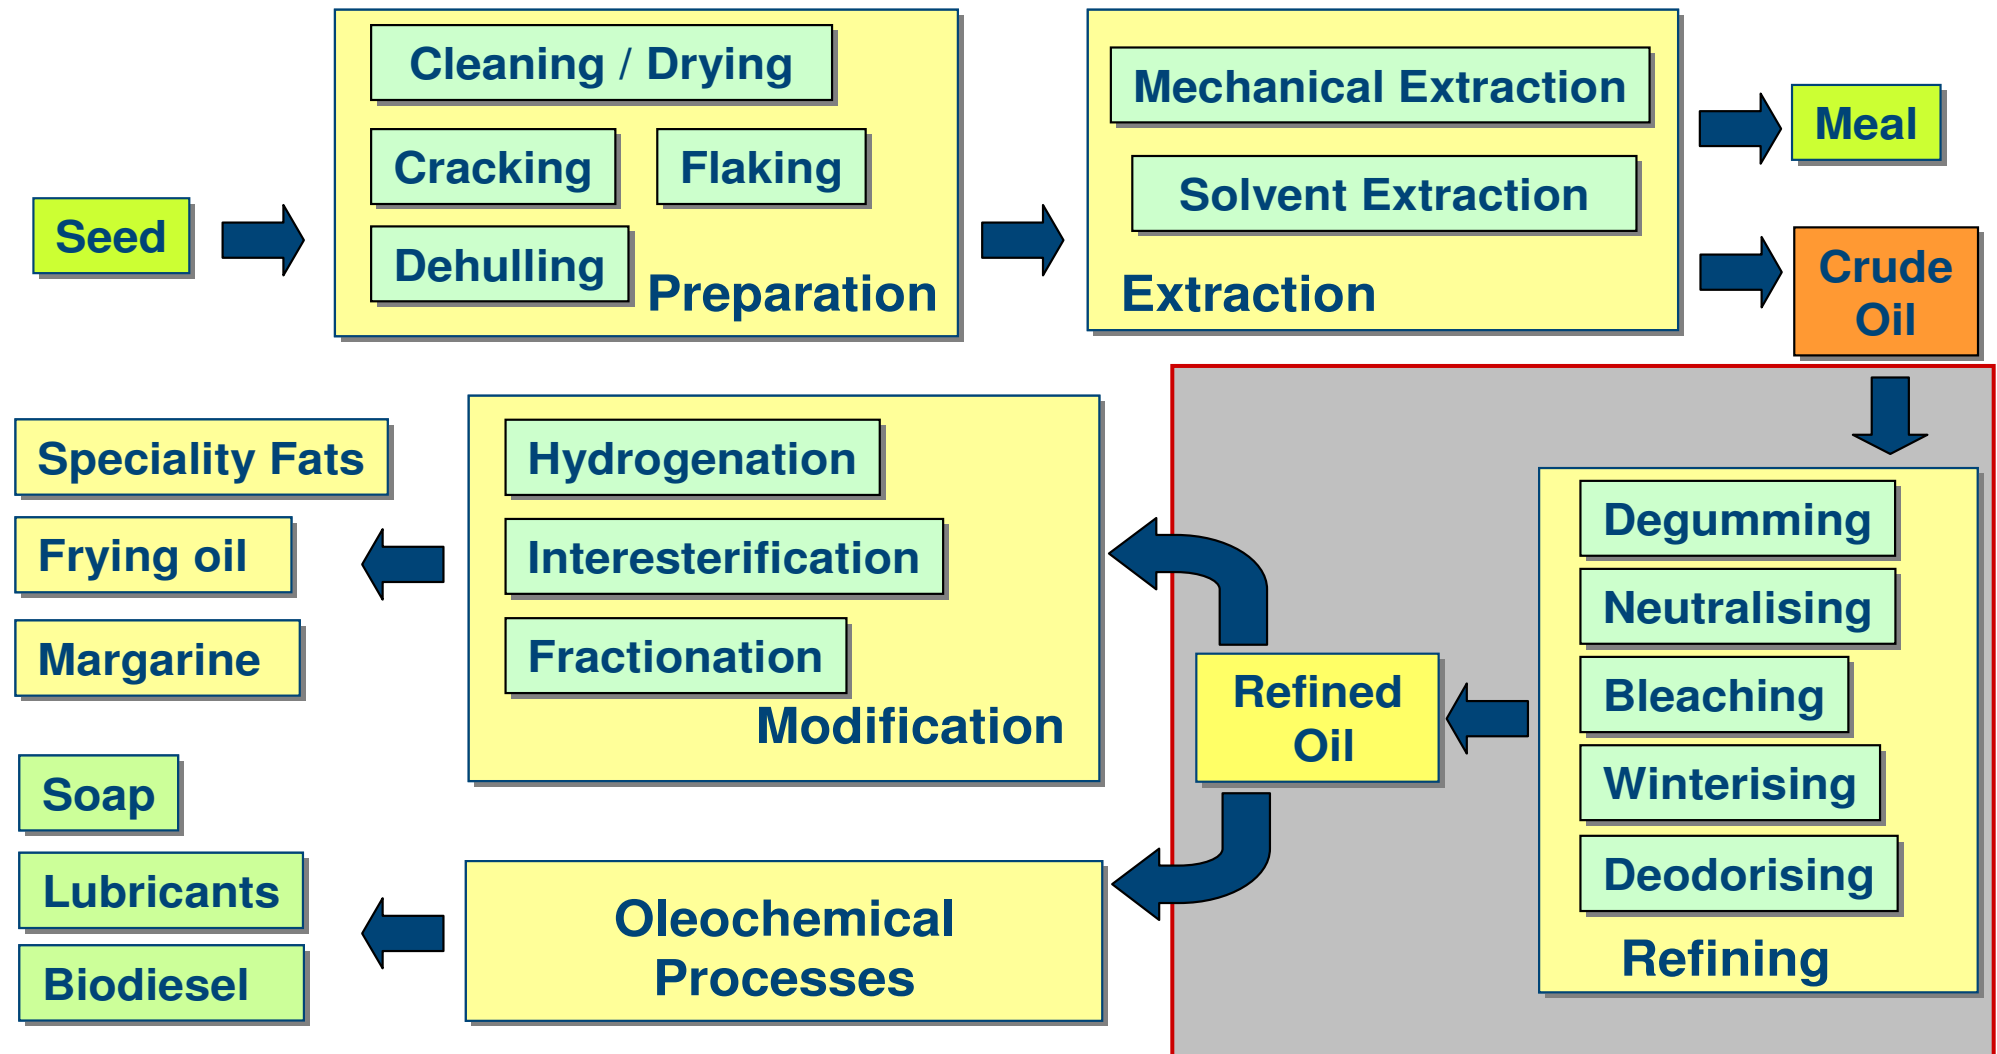 Seed
Cleaning / Drying
Cracking
Flaking
Dehulling
Preparation
Mechanical Extraction
Solvent Extraction
Extraction
Meal
Crude
Oil
Degumming
Neutralising
Bleaching
Winterising
Deodorising
Refining
Refined
Oil
Hydrogenation
Interesterification
Fractionation
Modification
Speciality Fats
Frying oil
Margarine
Oleochemical
Processes
Soap
Lubricants
Biodiesel